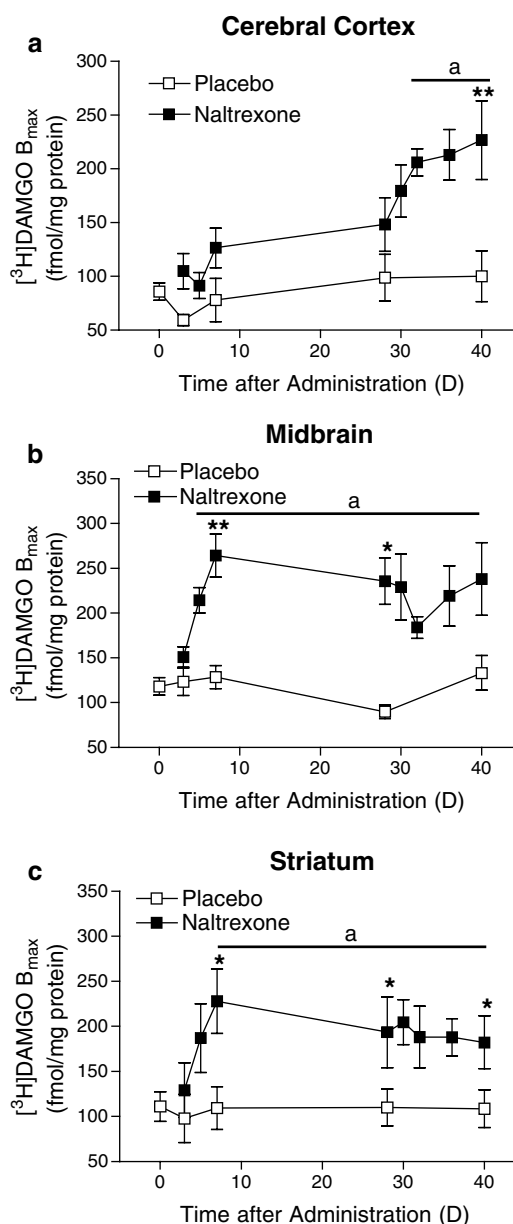 a
Cerebral Cortex
300
250
200
150
100
50
[³H]DAMGO Bmax
(fmol/mg protein)
Placebo
Naltrexone
a
**
0 10 20 30 40
Time after Administration (D)
b
Midbrain
350
300
250
200
150
100
50
[³H]DAMGO Bmax
(fmol/mg protein)
Placebo
Naltrexone
a
**
*
0 10 20 30 40
Time after Administration (D)
c
Striatum
350
300
250
200
150
100
50
[³H]DAMGO Bmax
(fmol/mg protein)
Placebo
Naltrexone
a
*
*
*
0 10 20 30 40
Time after Administration (D)